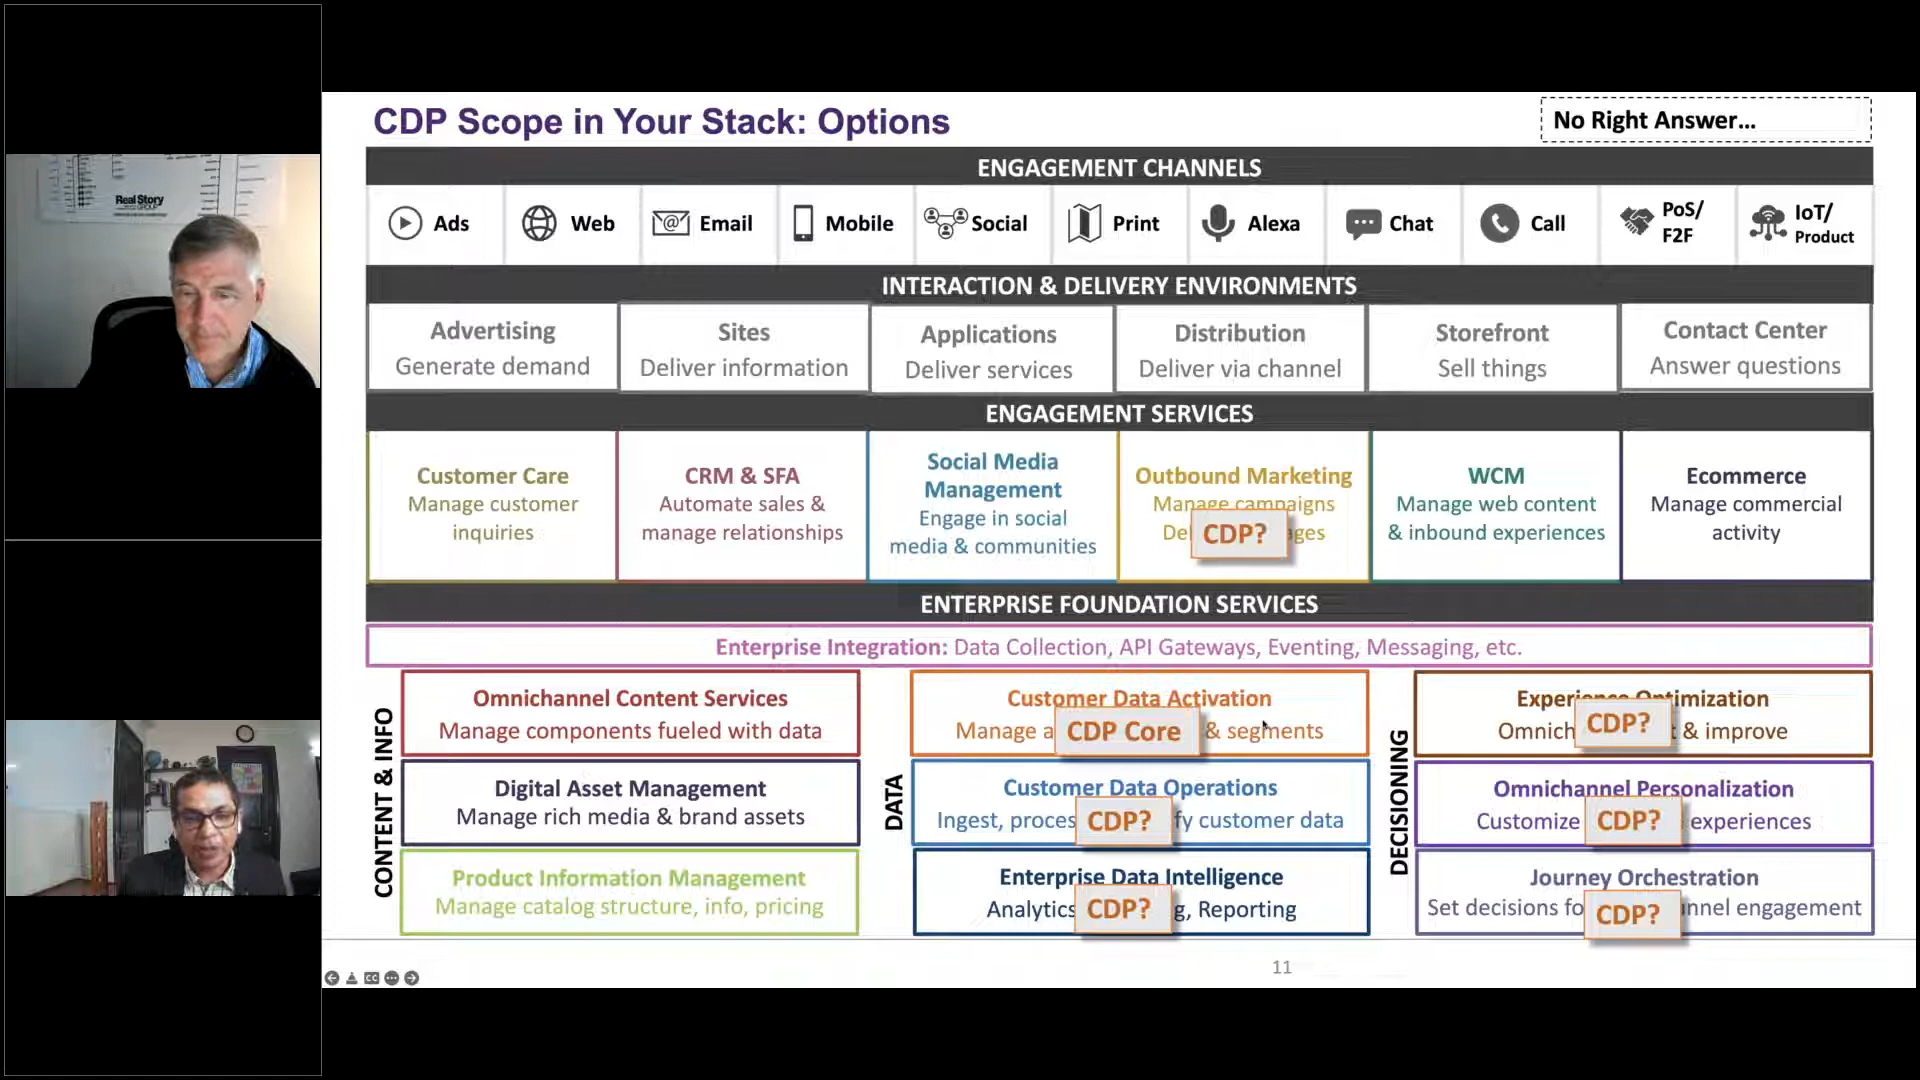 Real Story
GROUP
CDP Scope in Your Stack: Options
No Right Answer...
ENGAGEMENT CHANNELS
Ads
Web
Email
Mobile
Social
Print
Alexa
Chat
Call
PoS/
F2F
IoT/
Product
INTERACTION & DELIVERY ENVIRONMENTS
Advertising
Generate demand
Sites
Deliver information
Applications
Deliver services
Distribution
Deliver via channel
Storefront
Sell things
Contact Center
Answer questions
ENGAGEMENT SERVICES
Customer Care
Manage customer
inquiries
CRM & SFA
Automate sales &
manage relationships
Social Media
Management
Engage in social
media & communities
Outbound Marketing
Manage campaigns
CDP?
WCM
Manage web content
& inbound experiences
Ecommerce
Manage commercial
activity
ENTERPRISE FOUNDATION SERVICES
Enterprise Integration: Data Collection, API Gateways, Eventing, Messaging, etc.
CONTENT & INFO
Omnichannel Content Services
Manage components fueled with data
Digital Asset Management
Manage rich media & brand assets
Product Information Management
Manage catalog structure, info, pricing
DATA
Customer Data Activation
Manage & segments
CDP Core
Customer Data Operations
Ingest, customer data
CDP?
Enterprise Data Intelligence
Analytics Reporting
CDP?
DECISIONING
Experience Optimization
& improve
CDP?
Omnichannel Personalization
Customize experiences
CDP?
Journey Orchestration
Set decisions engagement
CDP?
11